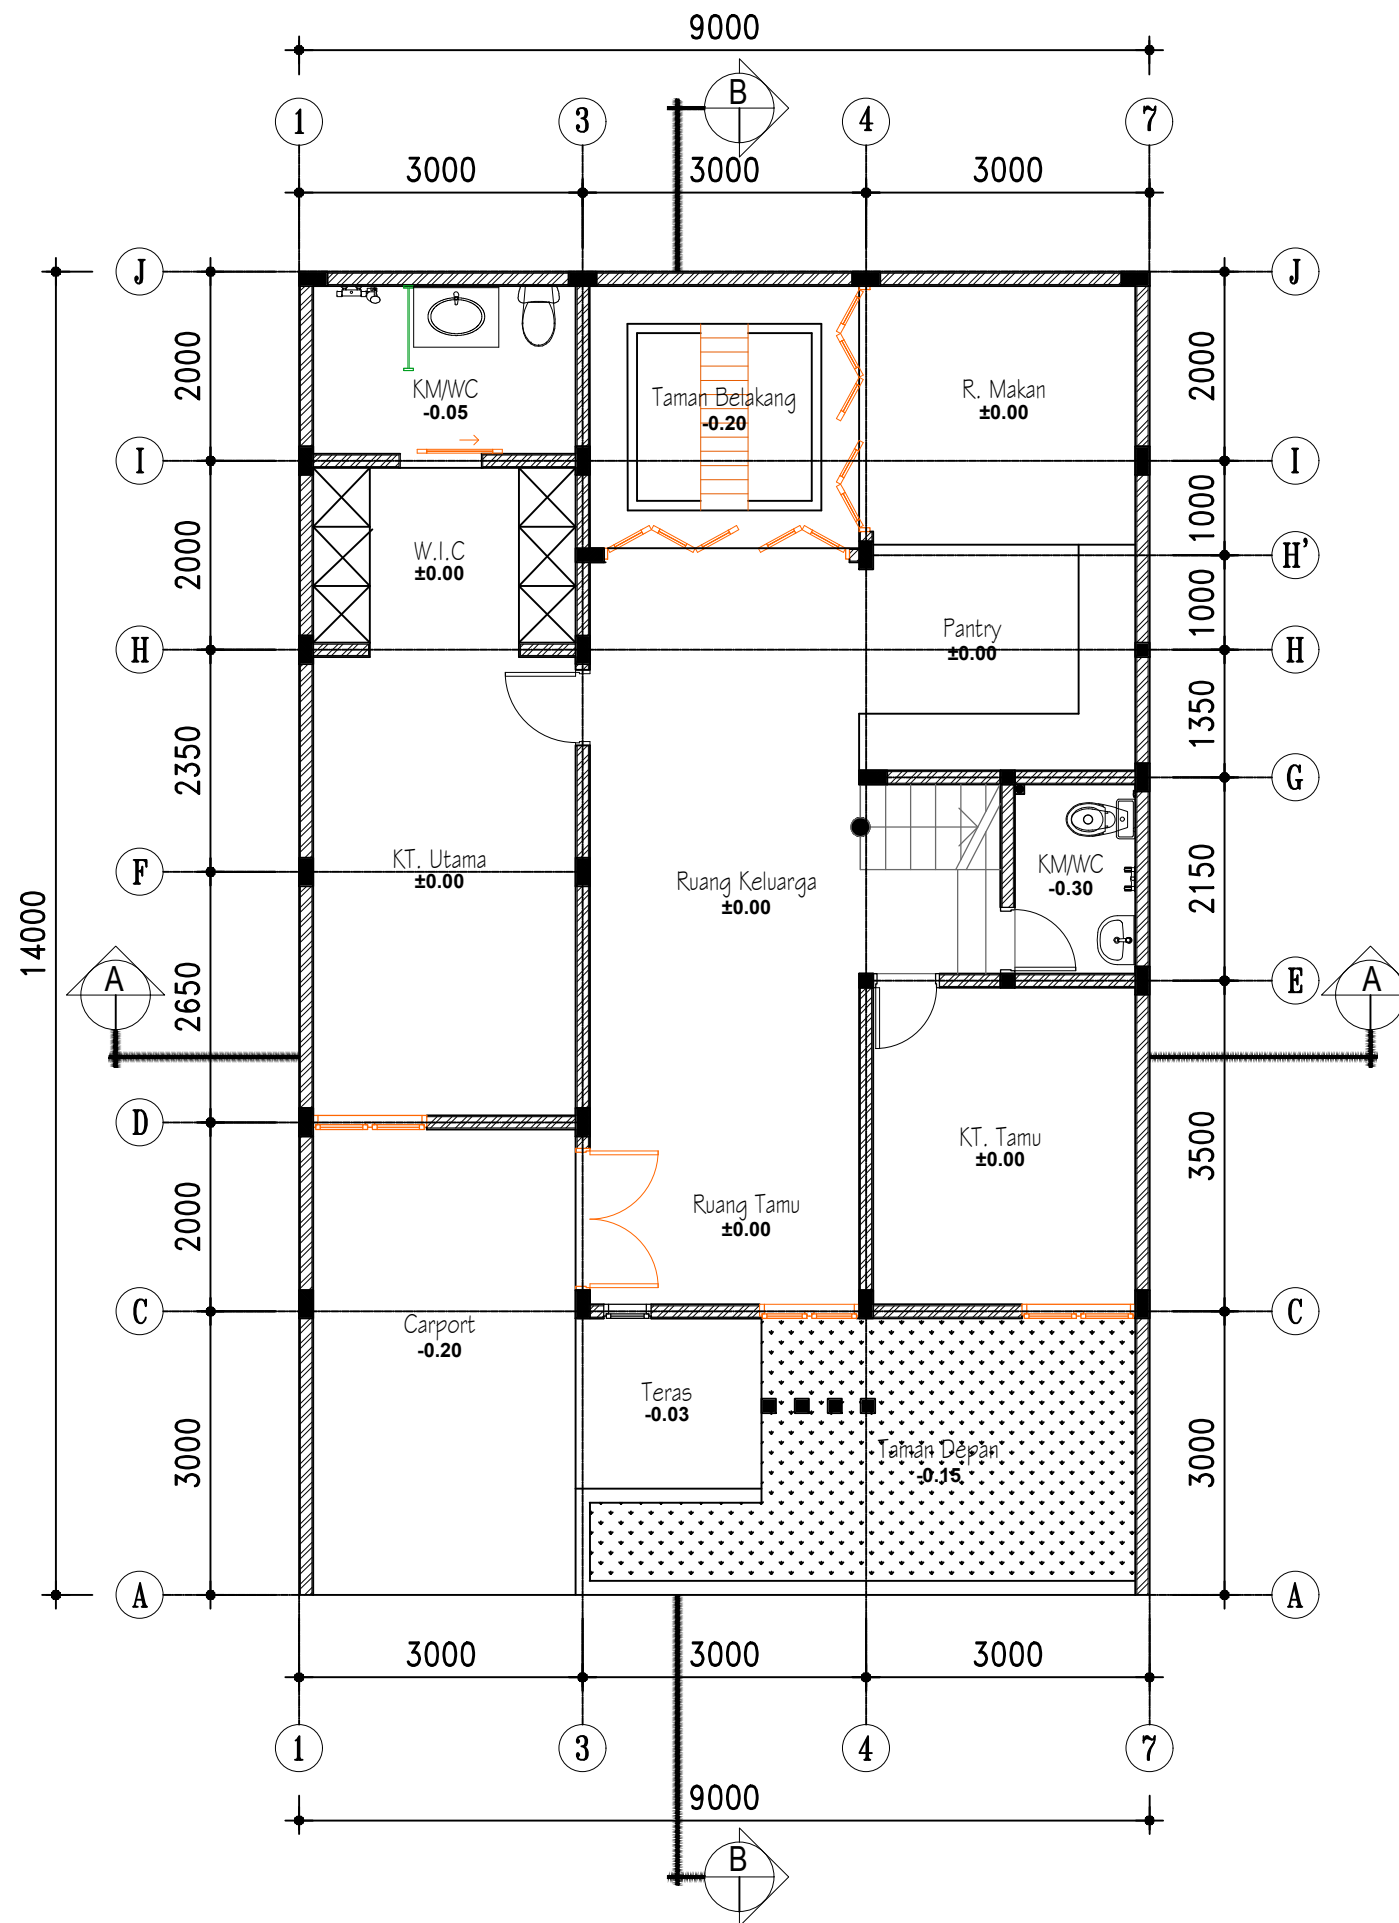 9000
B
1
3
4
7
3000
3000
3000
J
J
2000
2000
KM/WC
-0.05
Taman Belakang
-0.20
R. Makan
±0.00
I
I
1000
2000
W.I.C
±0.00
H'
1000
Pantry
±0.00
H
H
1350
2350
G
KT. Utama
±0.00
F
Ruang Keluarga
±0.00
KM/WC
-0.30
2150
14000
A
2650
E
A
D
KT. Tamu
±0.00
3500
2000
Ruang Tamu
±0.00
C
C
Carport
-0.20
Teras
-0.03
3000
Taman Depan
-0.15
3000
A
A
3000
3000
3000
1
3
4
7
9000
B